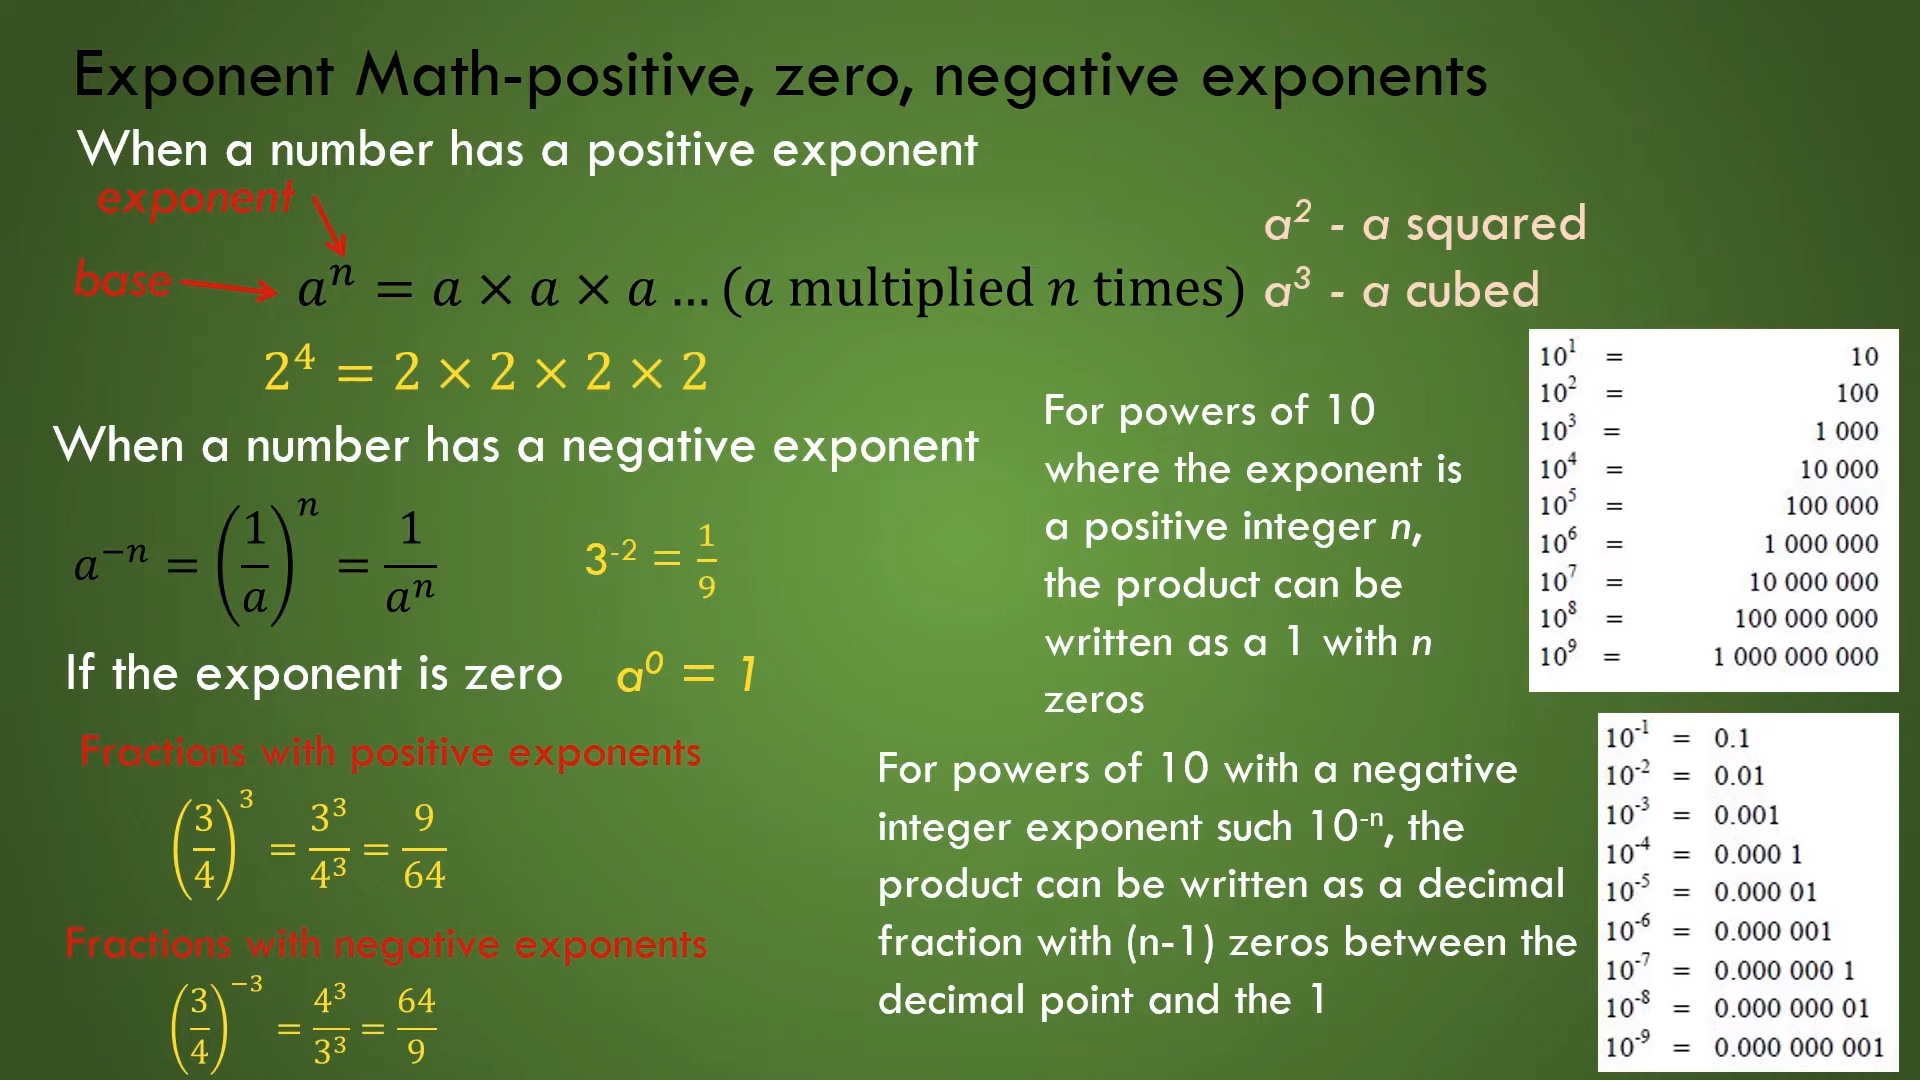 Exponent Math-positive, zero, negative exponents
When a number has a positive exponent
exponent
base
aⁿ = a × a × a ... (a multiplied n times)
a² - a squared
a³ - a cubed
2⁴ = 2 × 2 × 2 × 2
When a number has a negative exponent
a⁻ⁿ = (1/a)ⁿ = 1/aⁿ
3⁻² = 1/9
If the exponent is zero a⁰ = 1
Fractions with positive exponents
(3/4)³ = 3³/4³ = 9/64
Fractions with negative exponents
(3/4)⁻³ = 4³/3³ = 64/9
For powers of 10
where the exponent is
a positive integer n,
the product can be
written as a 1 with n
zeros
10¹ = 10
10² = 100
10³ = 1 000
10⁴ = 10 000
10⁵ = 100 000
10⁶ = 1 000 000
10⁷ = 10 000 000
10⁸ = 100 000 000
10⁹ = 1 000 000 000
For powers of 10 with a negative
integer exponent such 10⁻ⁿ, the
product can be written as a decimal
fraction with (n-1) zeros between the
decimal point and the 1
10⁻¹ = 0.1
10⁻² = 0.01
10⁻³ = 0.001
10⁻⁴ = 0.000 1
10⁻⁵ = 0.000 01
10⁻⁶ = 0.000 001
10⁻⁷ = 0.000 000 1
10⁻⁸ = 0.000 000 01
10⁻⁹ = 0.000 000 001